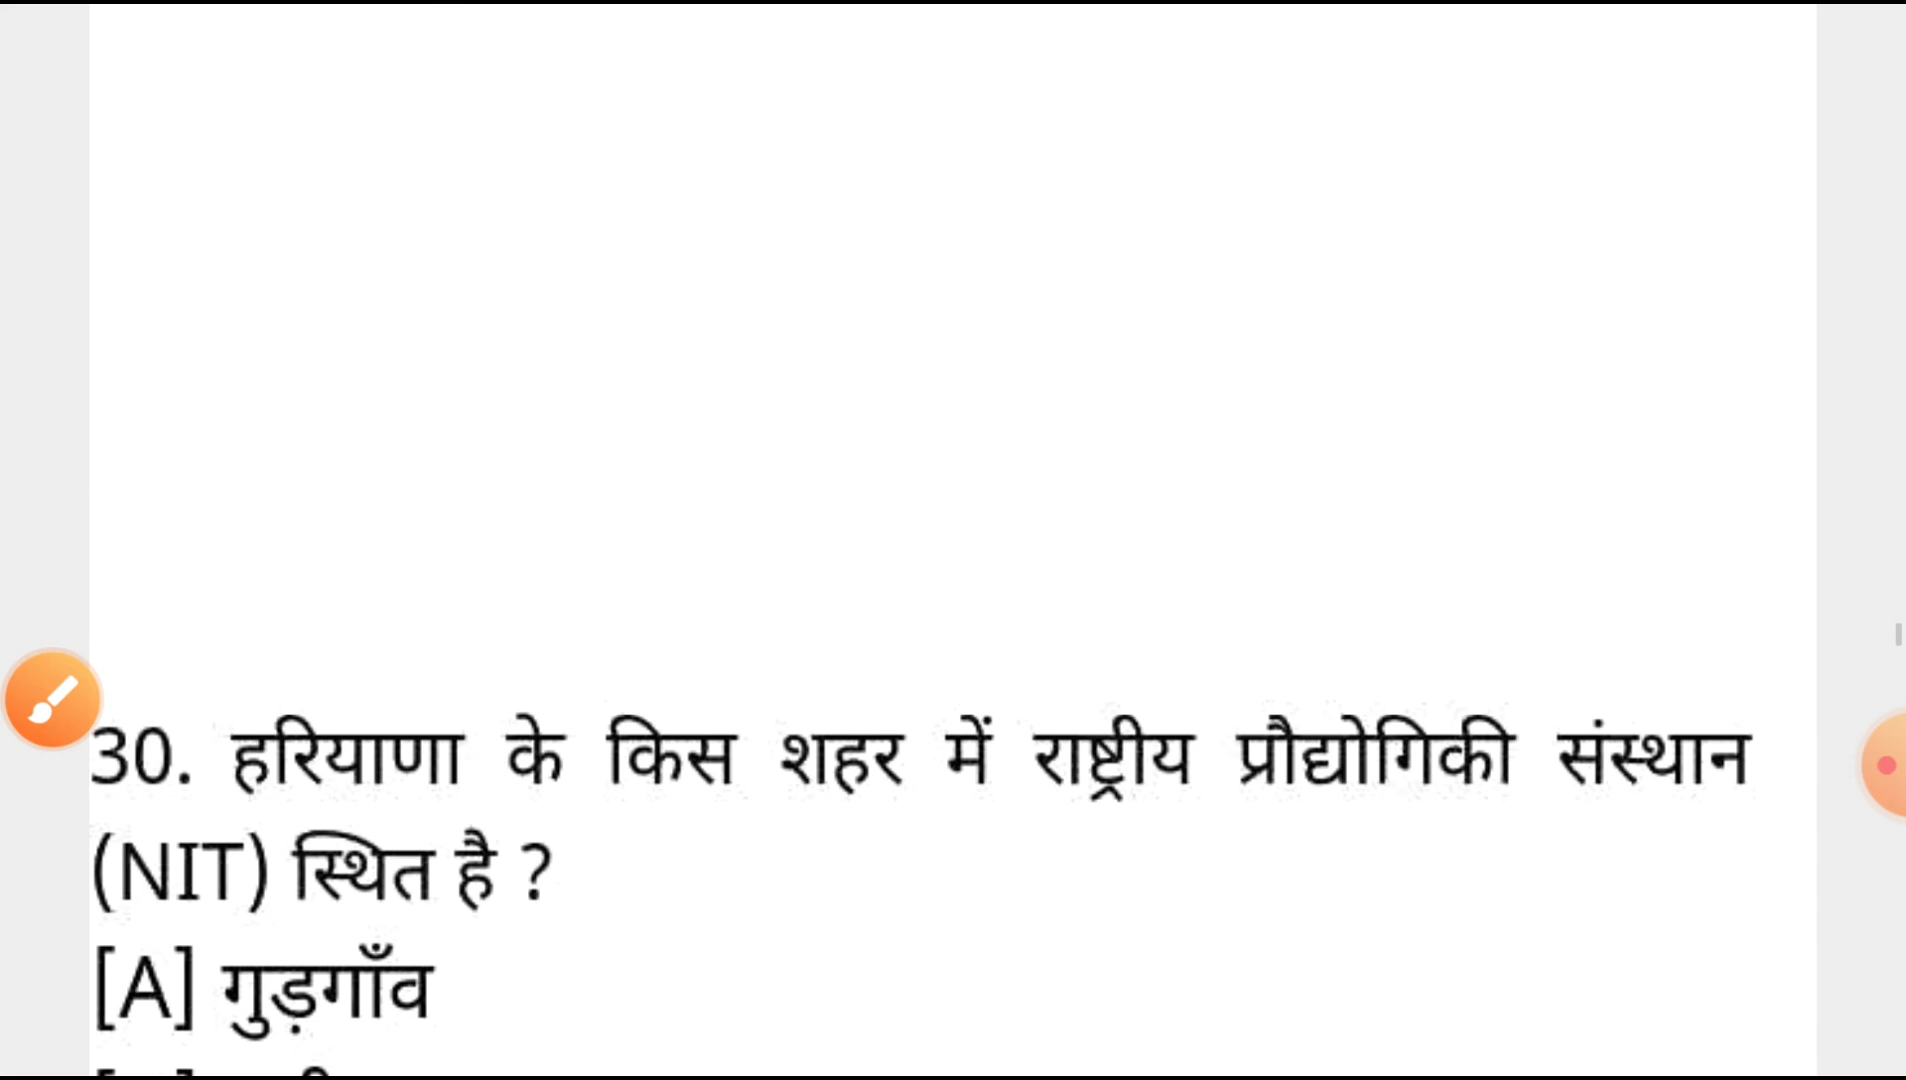 30. हरियाणा के किस शहर में राष्ट्रीय प्रौद्योगिकी संस्थान
(NIT) स्थित है ?
[A] गुड़गाँव